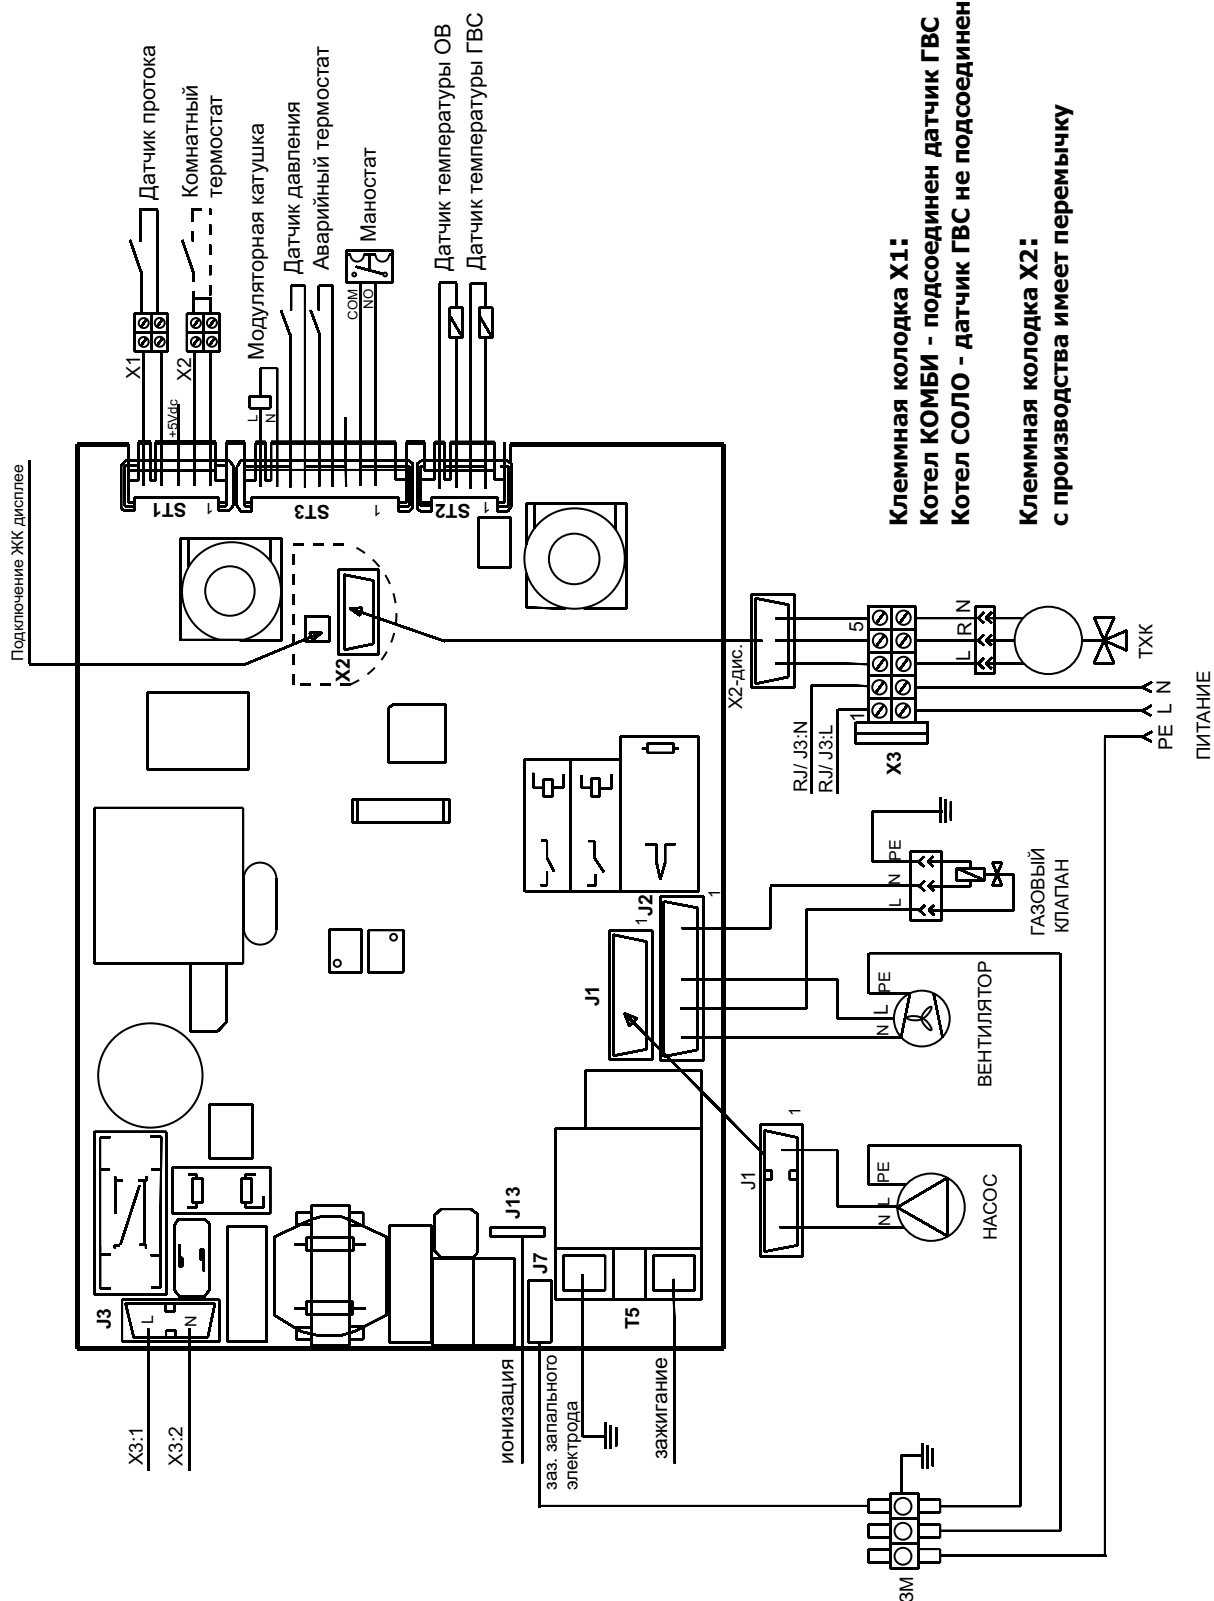 Подключение ЖК дисплее
Датчик протока
Комнатный
термостат
Модуляторная катушка
Датчик давления
Аварийный термостат
Маностат
Датчик температуры ОВ
Датчик температуры ГВС
X1
X2
+5Vdc
L
N
COM
NO
ST1
1
ST3
1
ST2
1
X2
Клеммная колодка X1:
Котел КОМБИ - подсоединен датчик ГВС
Котел СОЛО - датчик ГВС не подсоединен
Клеммная колодка X2:
с производства имеет перемычку
X2-дис.
RJ/ J3:N
RJ/ J3:L
5
1
X3
L
R
N
ТХК
PE
L
N
ПИТАНИЕ
J2
1
J1
1
L
N
PE
ГАЗОВЫЙ
КЛАПАН
N
L
PE
ВЕНТИЛЯТОР
J1
1
N
L
PE
НАСОС
J3
L
N
X3:1
X3:2
J13
J7
T5
ионизация
заз. запального
электрода
зажигание
ЗМ